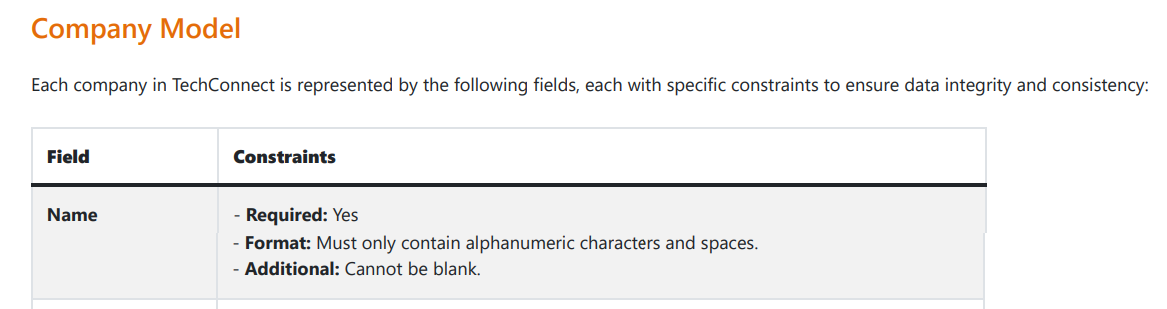 Company Model
Each company in TechConnect is represented by the following fields, each with specific constraints to ensure data integrity and consistency:
Field Constraints
Name - Required: Yes
- Format: Must only contain alphanumeric characters and spaces.
- Additional: Cannot be blank.